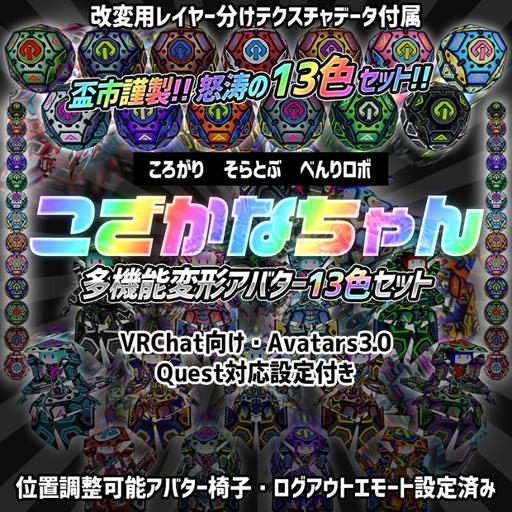 改変用レイヤー分けテクスチャデータ付属
盃市謹製!! 怒涛の13色セット!!
ころがり そらとぶ べんりロボ
こざかなちゃん
多機能変形アバター13色セット
VRChat向け・Avatars3.0
Quest対応設定付き
位置調整可能アバター椅子・ログアウトエモート設定済み